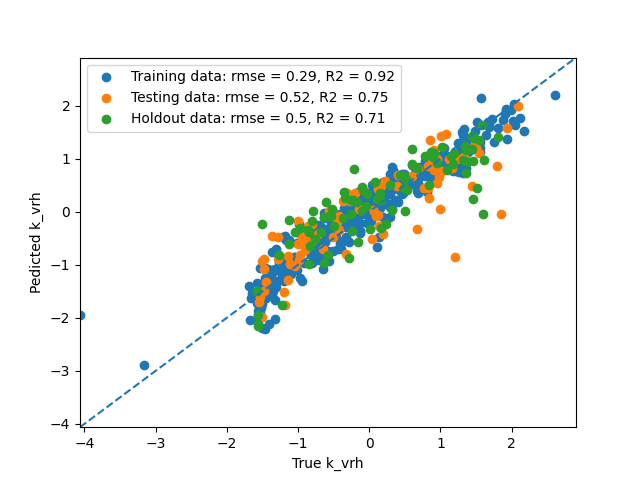 Training data: rmse = 0.29, R2 = 0.92
Testing data: rmse = 0.52, R2 = 0.75
Holdout data: rmse = 0.5, R2 = 0.71
Pedicted k_vrh
2
1
0
−1
−2
−3
−4
−4
−3
−2
−1
0
1
2
True k_vrh